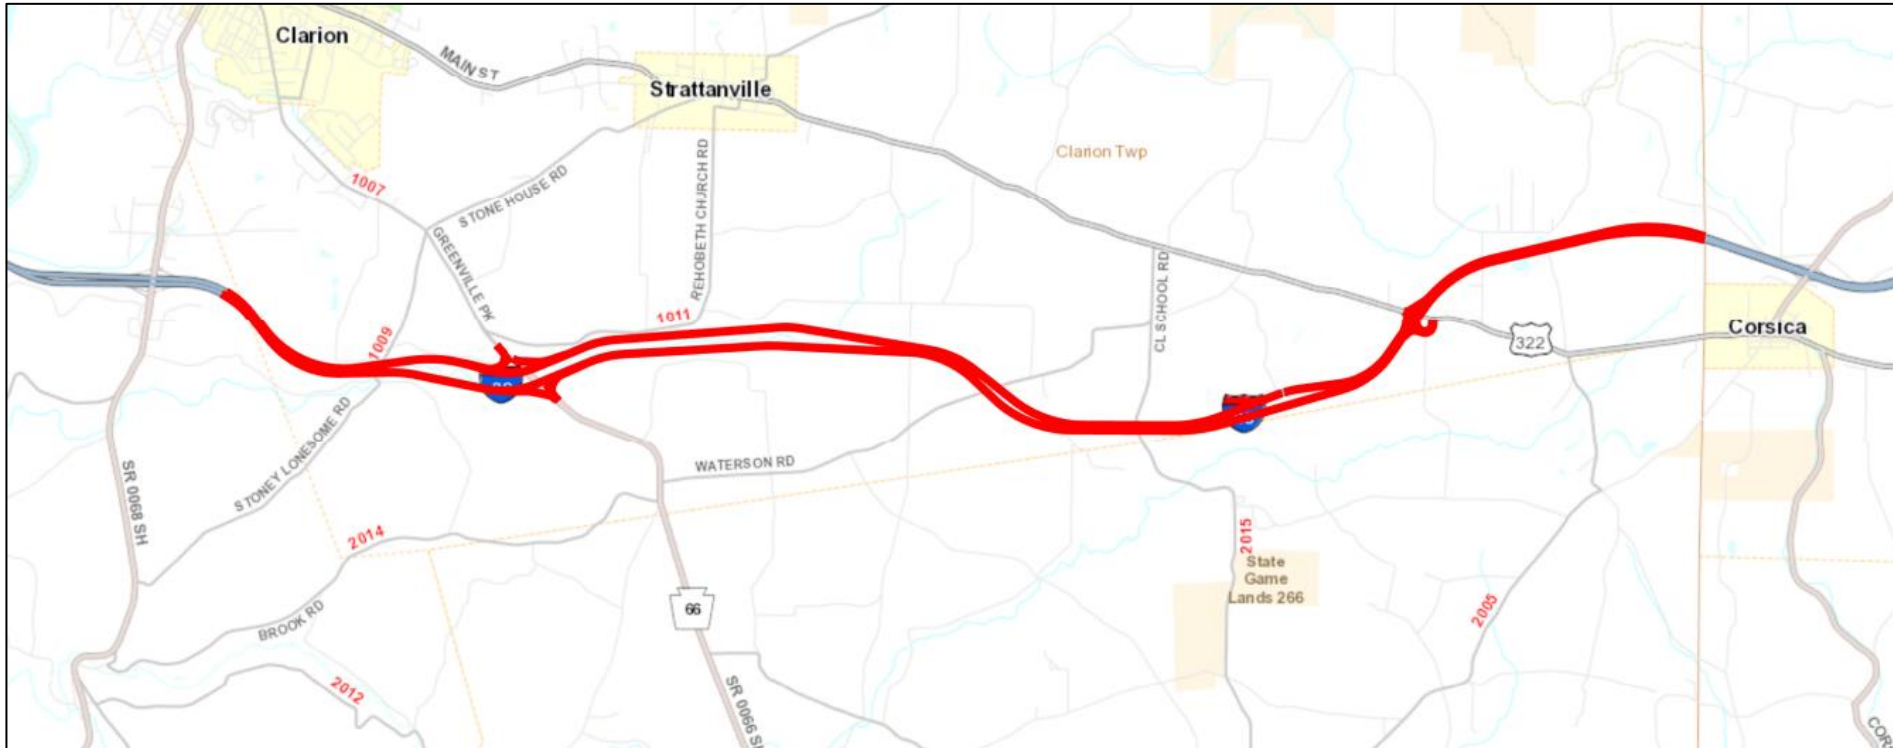 Clarion
MAIN ST
Strattanville
Clarion Twp
REHOBETH CHURCH RD
STONE HOUSE RD
1007
GREENVILLE PK
CL SCHOOL RD
1011
1009
322
Corsica
STONEY LONESOME RD
WATERSON RD
SR 0068 SH
2014
2015
State
Game
Lands 266
66
BROOK RD
2005
2012
SR 0066 S
COR